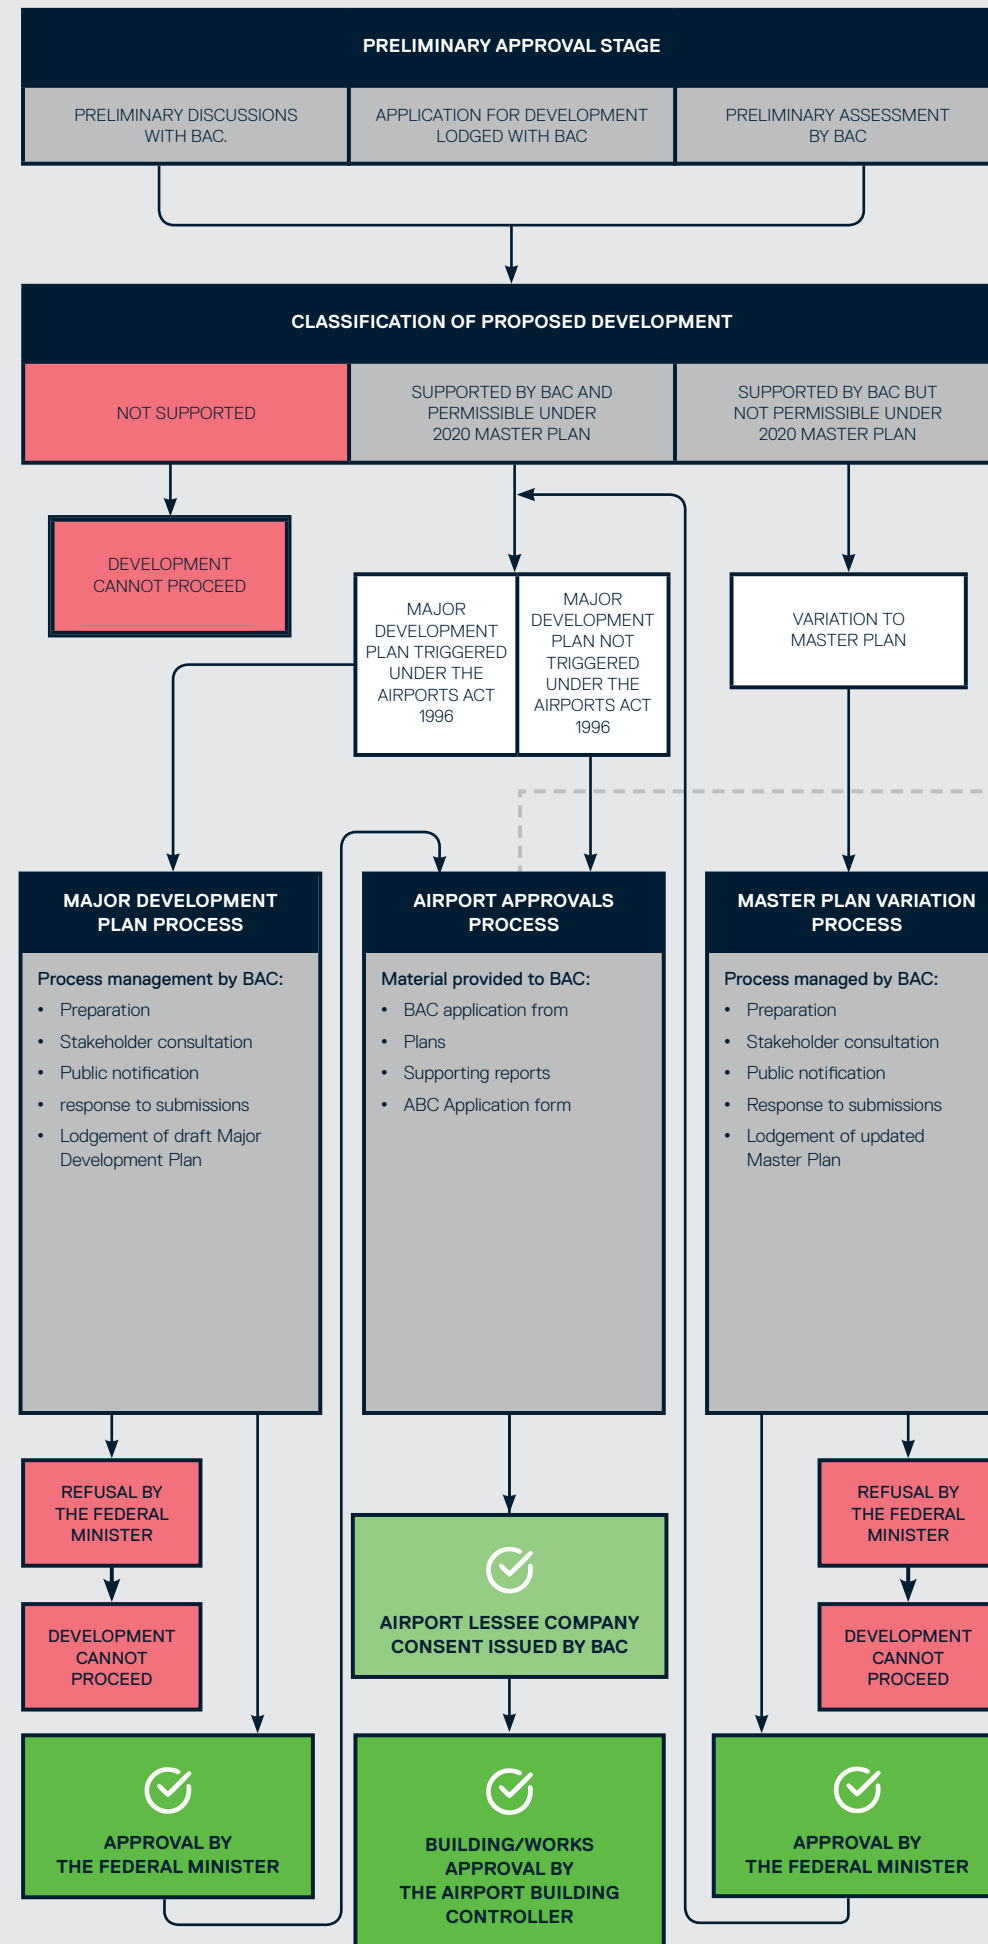 PRELIMINARY APPROVAL STAGE
PRELIMINARY DISCUSSIONS
WITH BAC.
APPLICATION FOR DEVELOPMENT
LODGED WITH BAC
PRELIMINARY ASSESSMENT
BY BAC
CLASSIFICATION OF PROPOSED DEVELOPMENT
NOT SUPPORTED
SUPPORTED BY BAC AND
PERMISSIBLE UNDER
2020 MASTER PLAN
SUPPORTED BY BAC BUT
NOT PERMISSIBLE UNDER
2020 MASTER PLAN
DEVELOPMENT
CANNOT PROCEED
MAJOR
DEVELOPMENT
PLAN TRIGGERED
UNDER THE
AIRPORTS ACT
1996
MAJOR
DEVELOPMENT
PLAN NOT
TRIGGERED
UNDER THE
AIRPORTS ACT
1996
VARIATION TO
MASTER PLAN
MAJOR DEVELOPMENT
PLAN PROCESS
Process management by BAC:
• Preparation
• Stakeholder consultation
• Public notification
• response to submissions
• Lodgement of draft Major
Development Plan
AIRPORT APPROVALS
PROCESS
Material provided to BAC:
• BAC application from
• Plans
• Supporting reports
• ABC Application form
MASTER PLAN VARIATION
PROCESS
Process managed by BAC:
• Preparation
• Stakeholder consultation
• Public notification
• Response to submissions
• Lodgement of updated
Master Plan
REFUSAL BY
THE FEDERAL
MINISTER
DEVELOPMENT
CANNOT
PROCEED
APPROVAL BY
THE FEDERAL MINISTER
AIRPORT LESSEE COMPANY
CONSENT ISSUED BY BAC
BUILDING/WORKS
APPROVAL BY
THE AIRPORT BUILDING
CONTROLLER
REFUSAL BY
THE FEDERAL
MINISTER
DEVELOPMENT
CANNOT
PROCEED
APPROVAL BY
THE FEDERAL MINISTER